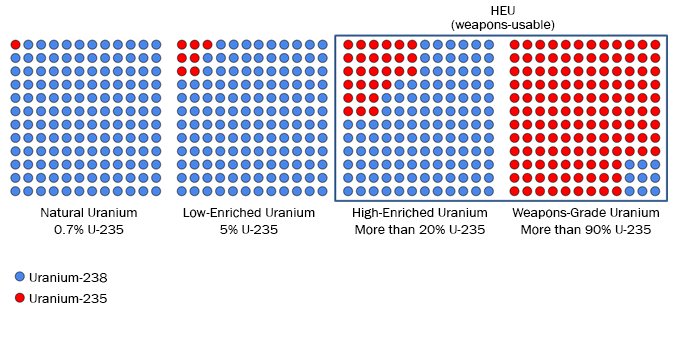 HEU
(weapons-usable)
Natural Uranium
0.7% U-235
Low-Enriched Uranium
5% U-235
High-Enriched Uranium
More than 20% U-235
Weapons-Grade Uranium
More than 90% U-235
Uranium-238
Uranium-235